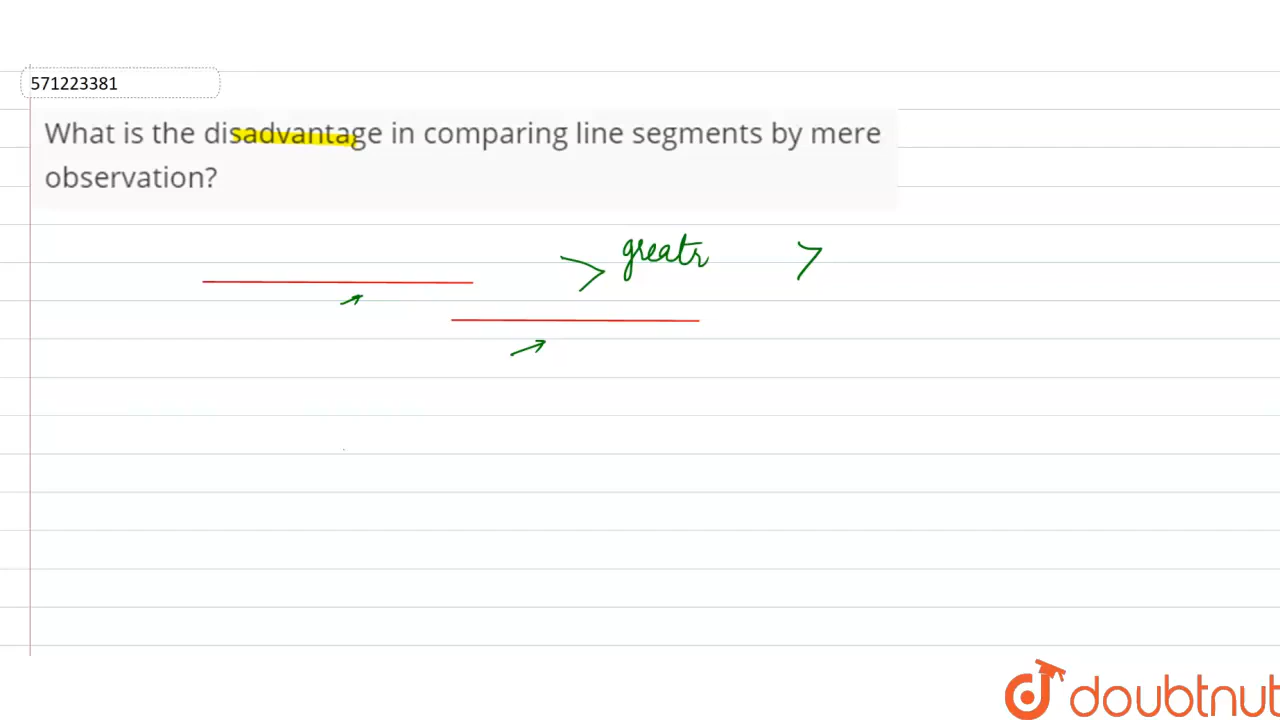 571223381
What is the disadvantage in comparing line segments by mere
observation?
> greatr >
doubtnut